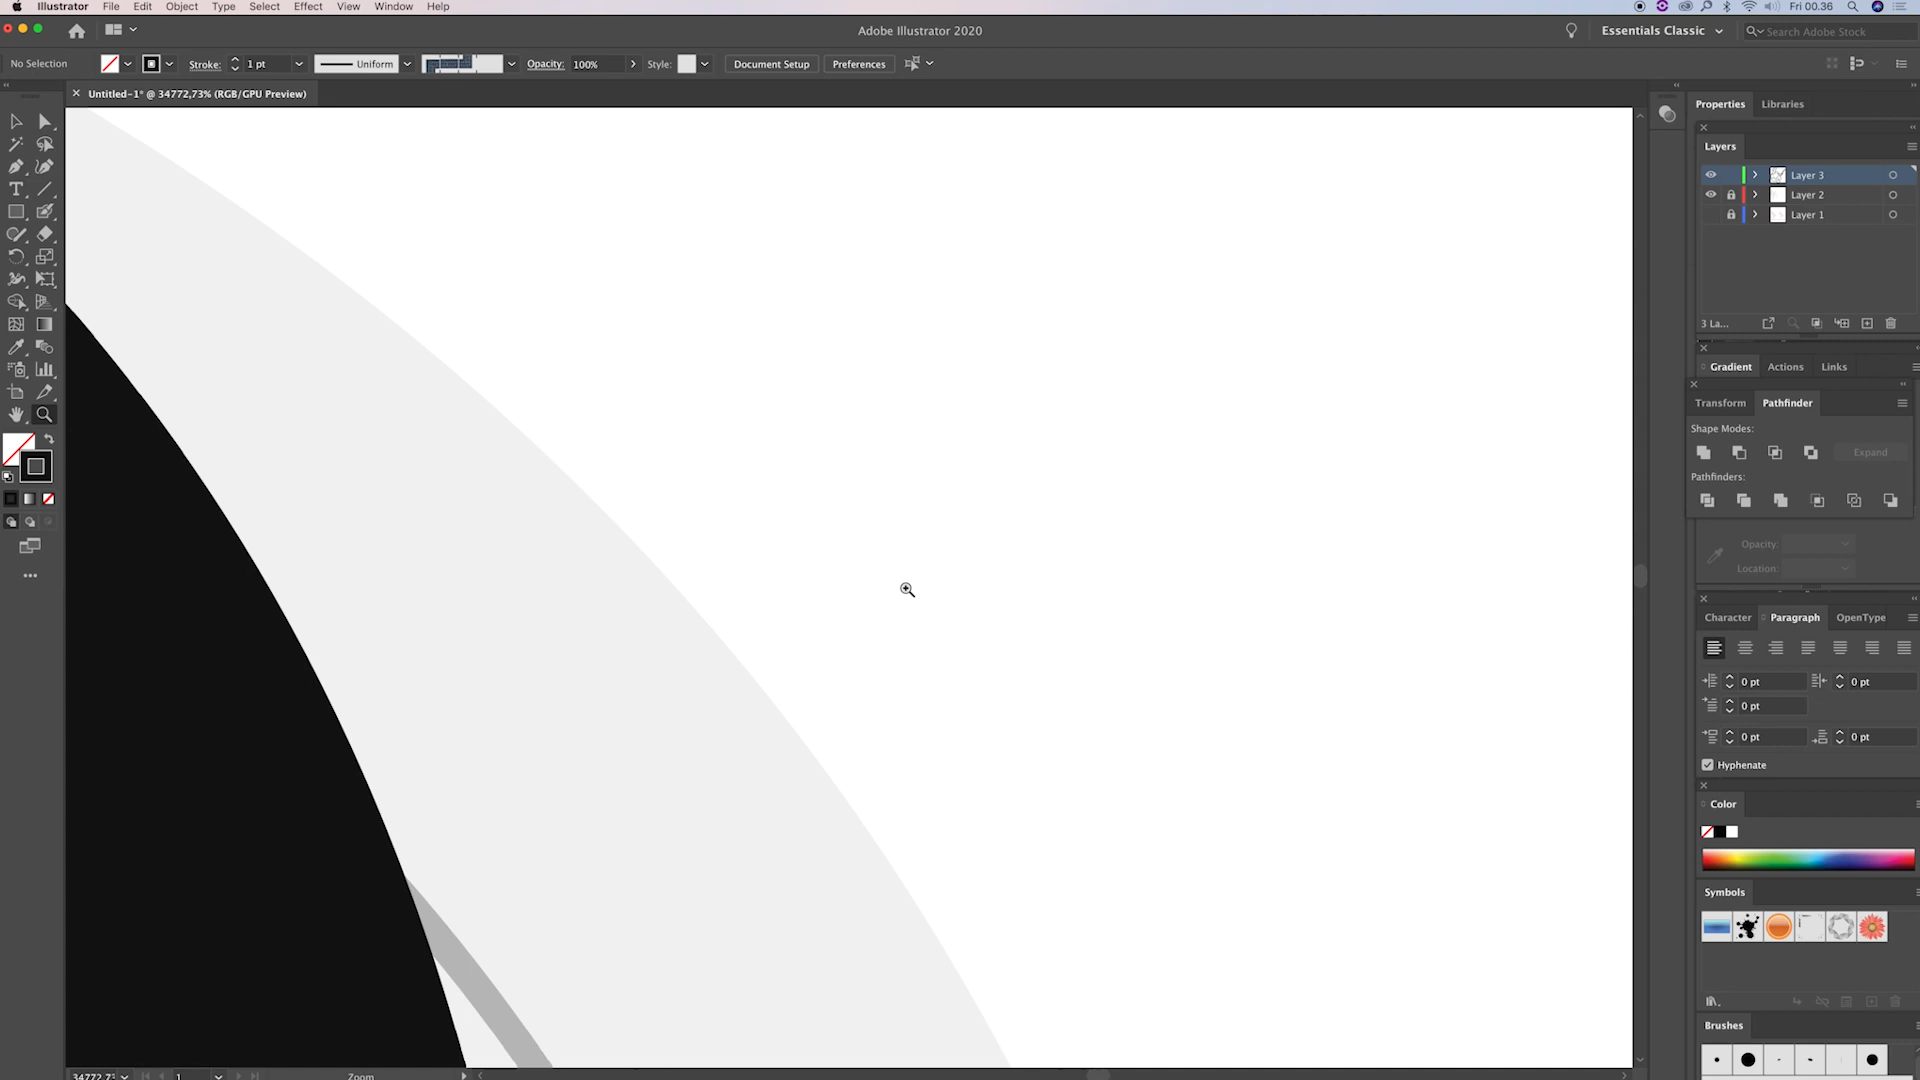 Illustrator File Edit Object Type Select Effect View Window Help Fri 00.36
Adobe Illustrator 2020 Essentials Classic Search Adobe Stock
No Selection Stroke: 1 pt Uniform Opacity: 100% Style: Document Setup Preferences
Untitled-1* @ 34772,73% (RGB/GPU Preview)
Properties Libraries
Layers
Layer 3
Layer 2
Layer 1
3 La...
Gradient Actions Links
Transform Pathfinder
Shape Modes:
Expand
Pathfinders:
Opacity:
Location:
Character Paragraph OpenType
0 pt 0 pt
0 pt
0 pt 0 pt
Hyphenate
Color
Symbols
Brushes
34772,7: 1 Zoom